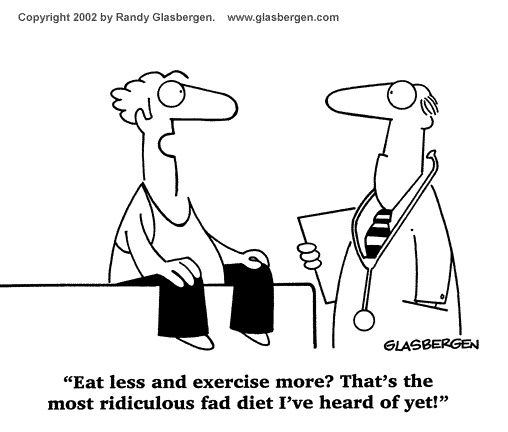 Copyright 2002 by Randy Glasbergen.    www.glasbergen.com
GLASBERGEN
“Eat less and exercise more? That’s the
most ridiculous fad diet I’ve heard of yet!”